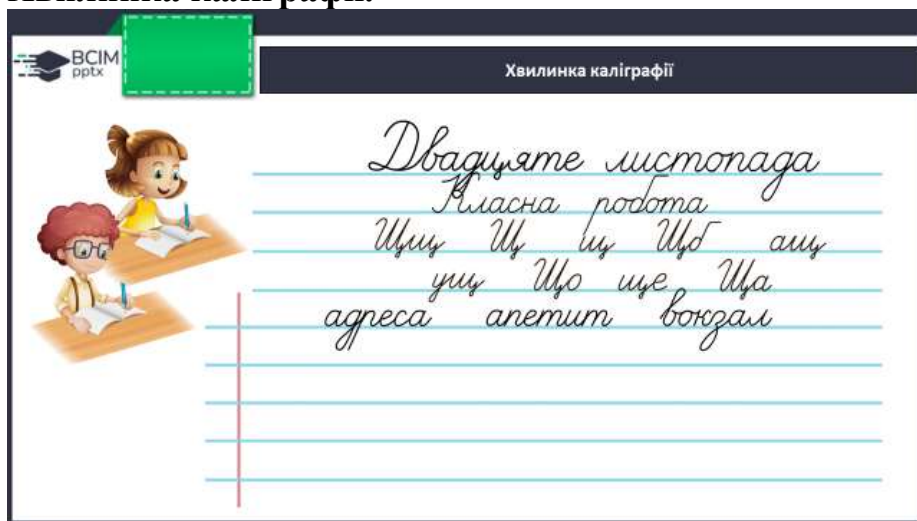 Хвилинка каліграфії.
ВСІМ
pptx
Хвилинка каліграфії
Двадцяте листопада
Класна робота
Щщ Щ щ Щб ащ
ущ Що ще Ща
адреса апетит вокзал